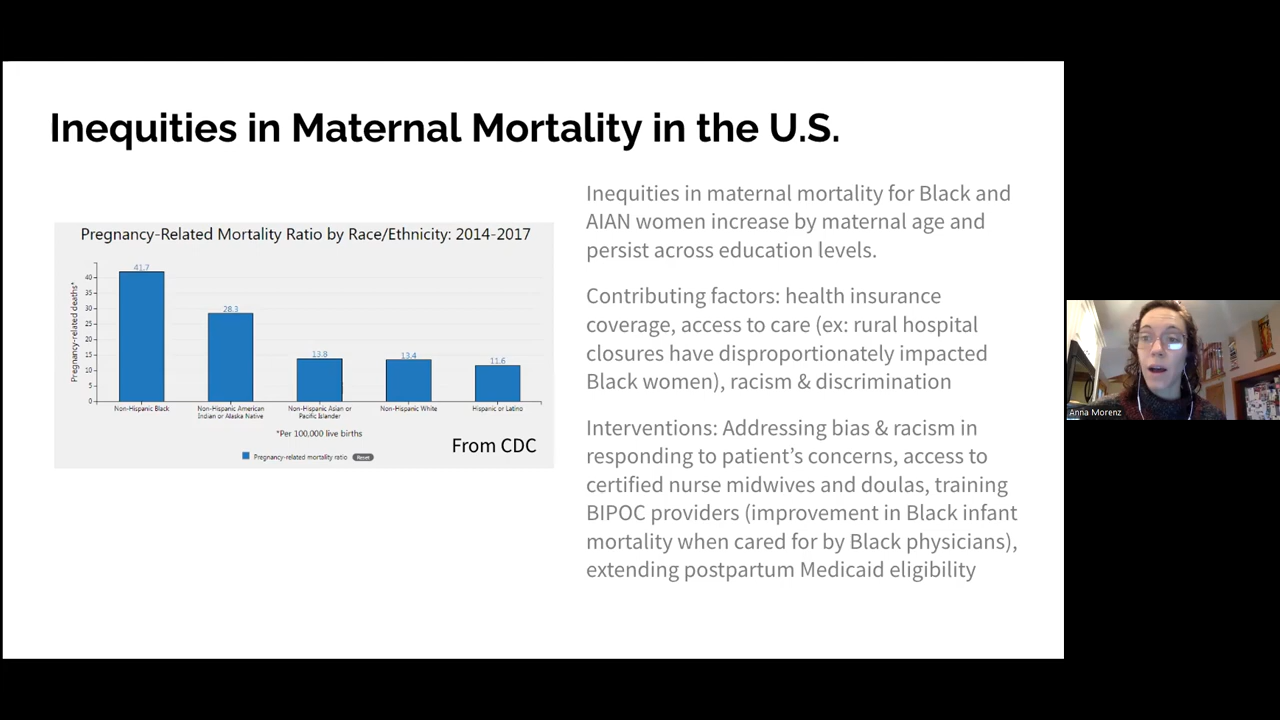 Inequities in Maternal Mortality in the U.S.
Pregnancy-Related Mortality Ratio by Race/Ethnicity: 2014-2017
Pregnancy-related deaths*
40
35
30
25
20
15
10
5
0
41.7
28.3
13.8
13.4
11.6
Non-Hispanic Black
Non-Hispanic American
Indian or Alaska Native
Non-Hispanic Asian or
Pacific Islander
Non-Hispanic White
Hispanic or Latino
*Per 100,000 live births
From CDC
Pregnancy-related mortality ratio
Reset
Inequities in maternal mortality for Black and
AIAN women increase by maternal age and
persist across education levels.
Contributing factors: health insurance
coverage, access to care (ex: rural hospital
closures have disproportionately impacted
Black women), racism & discrimination
Interventions: Addressing bias & racism in
responding to patient’s concerns, access to
certified nurse midwives and doulas, training
BIPOC providers (improvement in Black infant
mortality when cared for by Black physicians),
extending postpartum Medicaid eligibility
Anna Morenz